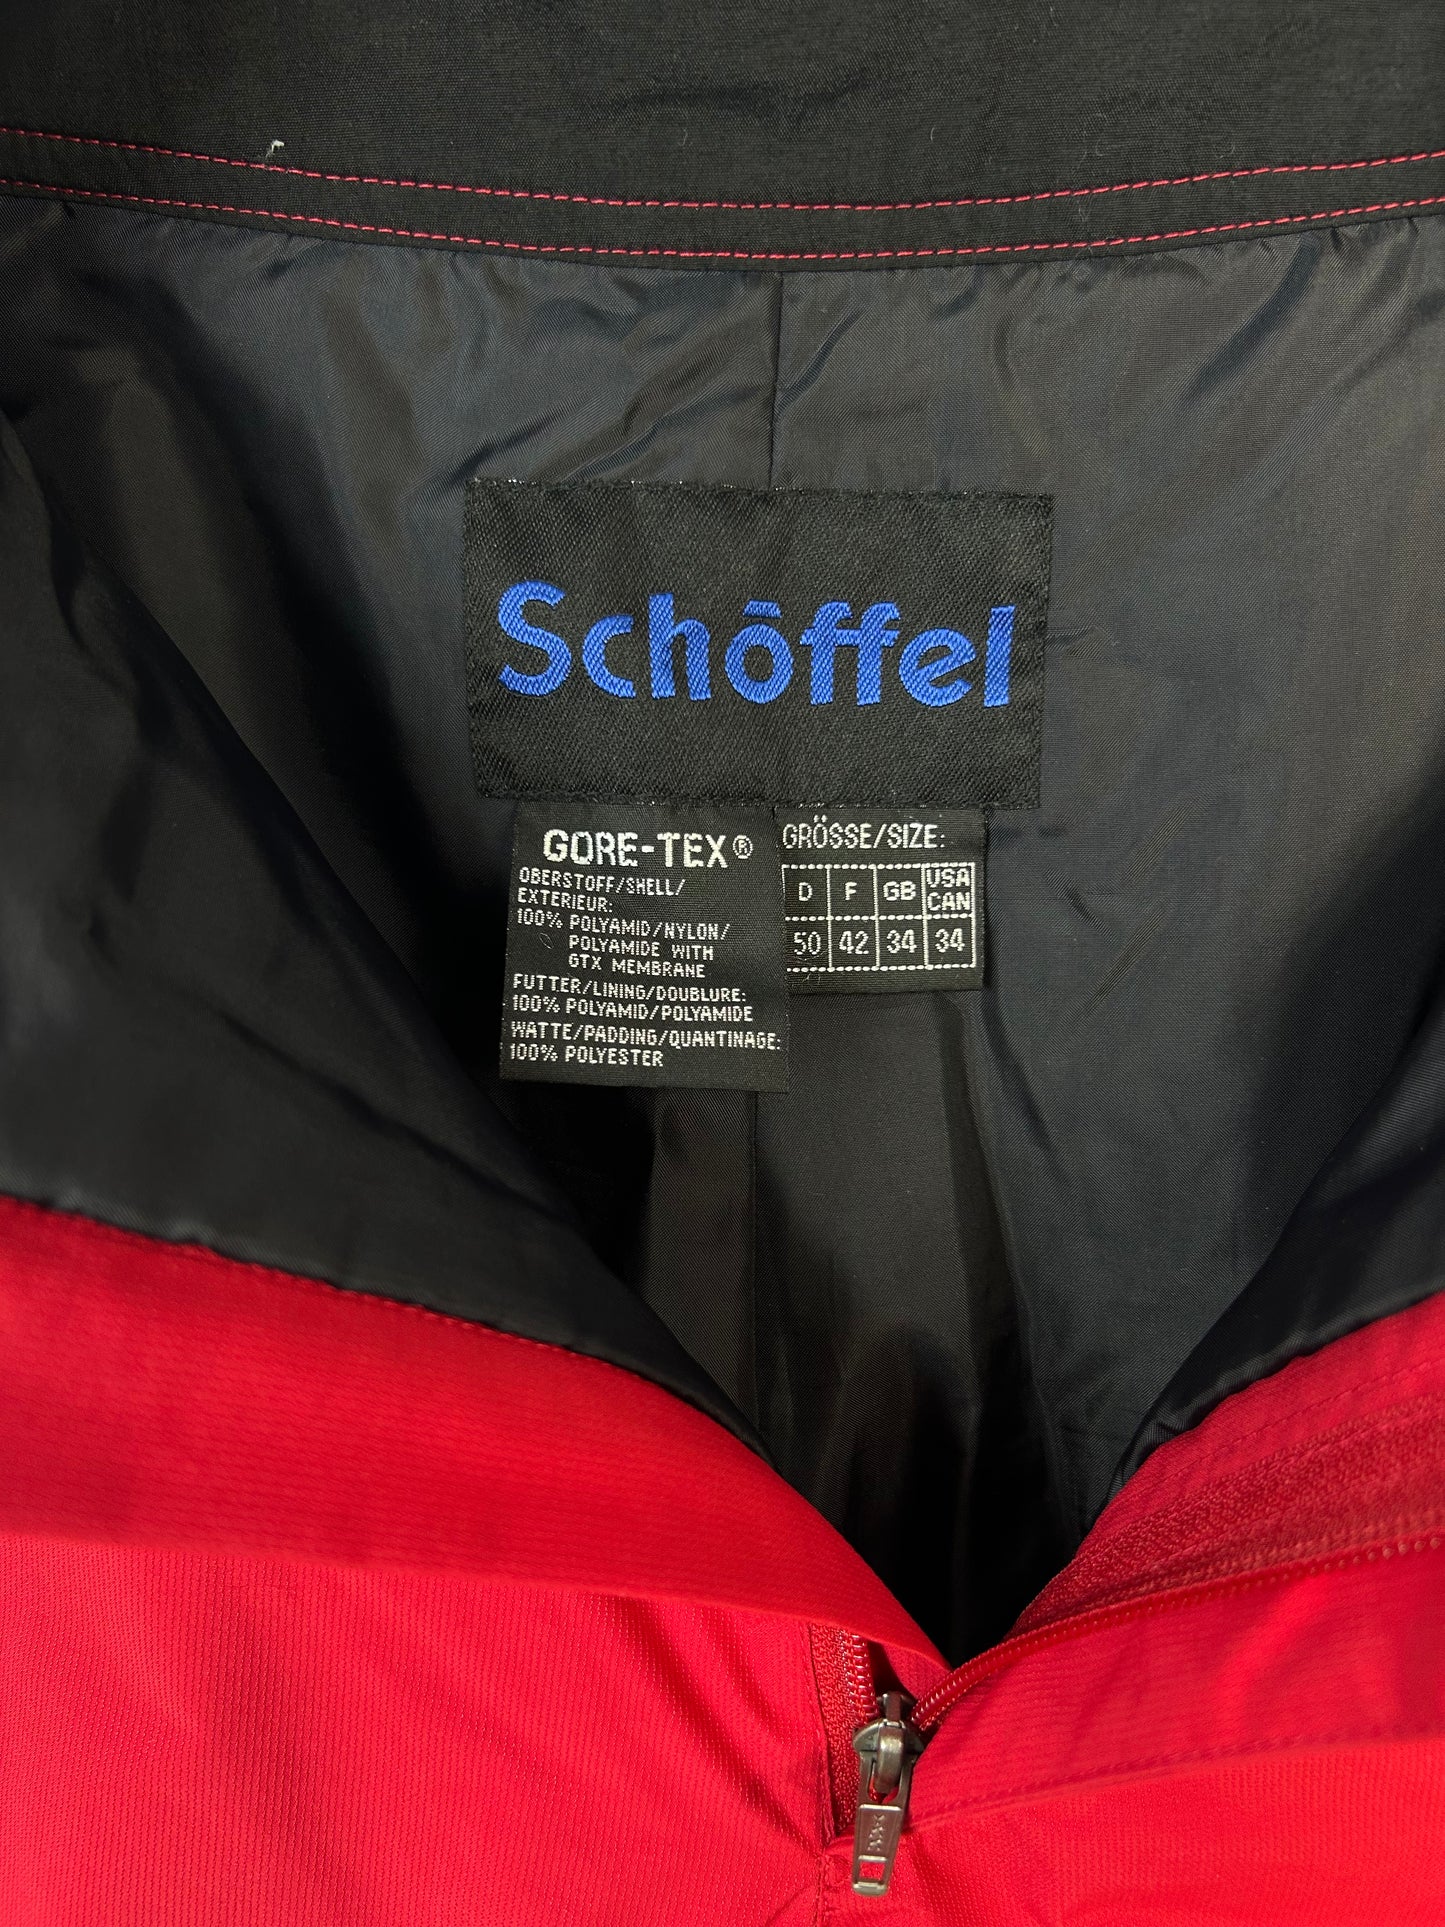 Schöffel
GORE-TEX®
OBERSTOFF/SHELL/
EXTERIEUR:
100% POLYAMID/NYLON/
POLYAMIDE WITH
GTX MEMBRANE
FUTTER/LINING/DOUBLURE:
100% POLYAMID/POLYAMIDE
WATTE/PADDING/QUANTINAGE:
100% POLYESTER
GRÖSSE/SIZE:
D F GB USA CAN
50 42 34 34